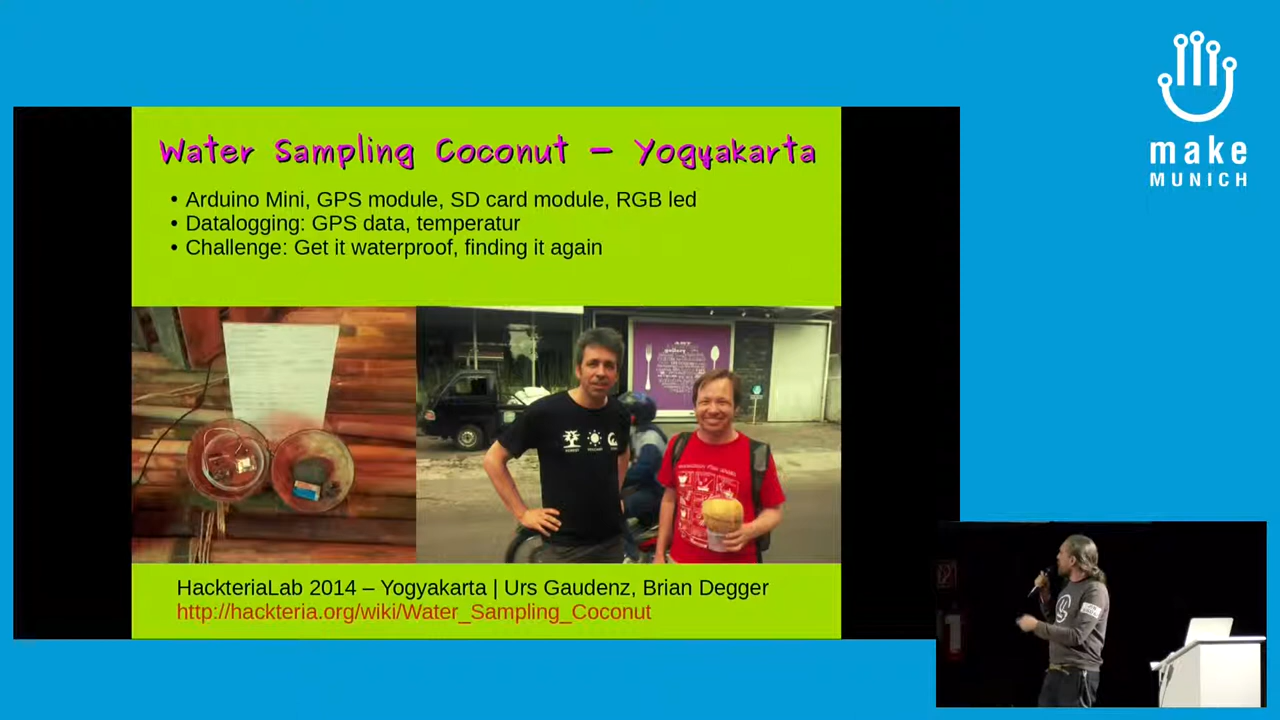 make
MUNICH
Water Sampling Coconut – Yogyakarta
• Arduino Mini, GPS module, SD card module, RGB led
• Datalogging: GPS data, temperatur
• Challenge: Get it waterproof, finding it again
HackteriaLab 2014 – Yogyakarta | Urs Gaudenz, Brian Degger
http://hackteria.org/wiki/Water_Sampling_Coconut